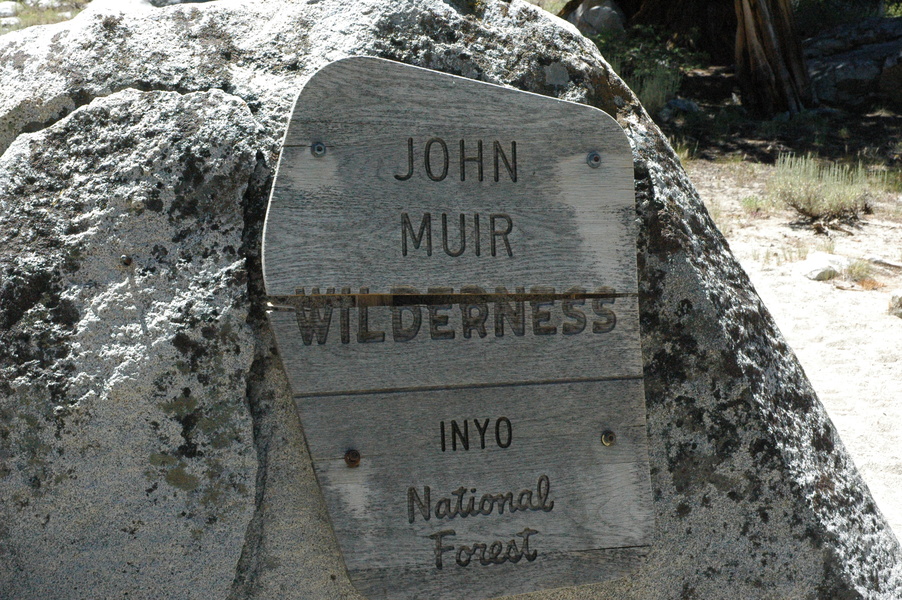 JOHN
MUIR
WILDERNESS
INYO
National
Forest